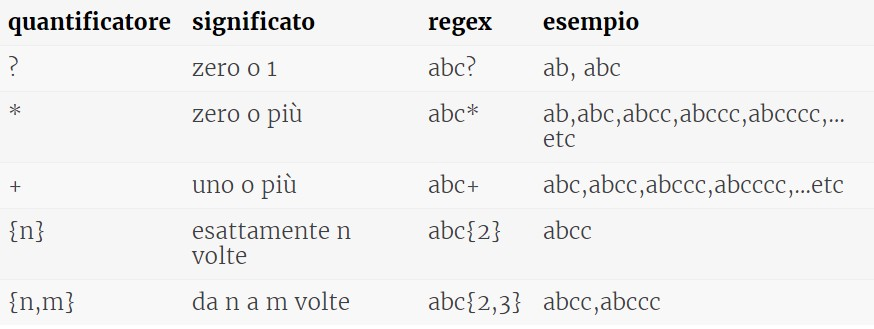 quantificatore significato regex esempio
? zero o 1 abc? ab, abc
* zero o più abc* ab,abc,abcc,abccc,abcccc,...
etc
+ uno o più abc+ abc,abcc,abccc,abcccc,...etc
{n} esattamente n abc{2} abcc
volte
{n,m} da n a m volte abc{2,3} abcc,abccc